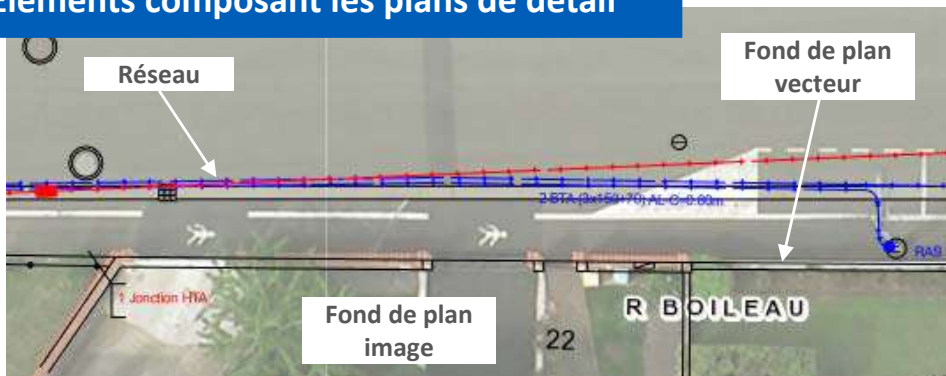 Éléments composant les plans de détail
Réseau
Fond de plan
vecteur
2 BTA (3x150+70) AL C=0.80m
RAS
1 Jonction HTA
Fond de plan
image
R BOILEAU
22